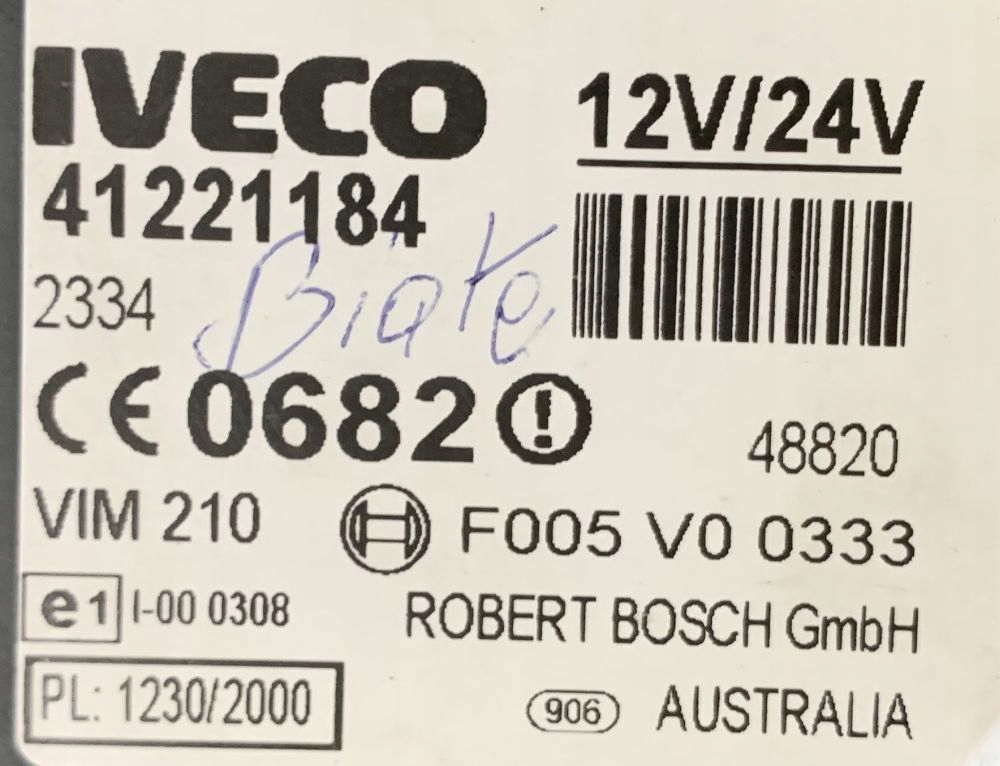 IVECO
12V/24V
41221184
2334
Białe
CE 0682
48820
VIM 210
F005 V0 0333
e1 I-00 0308
ROBERT BOSCH GmbH
PL: 1230/2000
906 AUSTRALIA